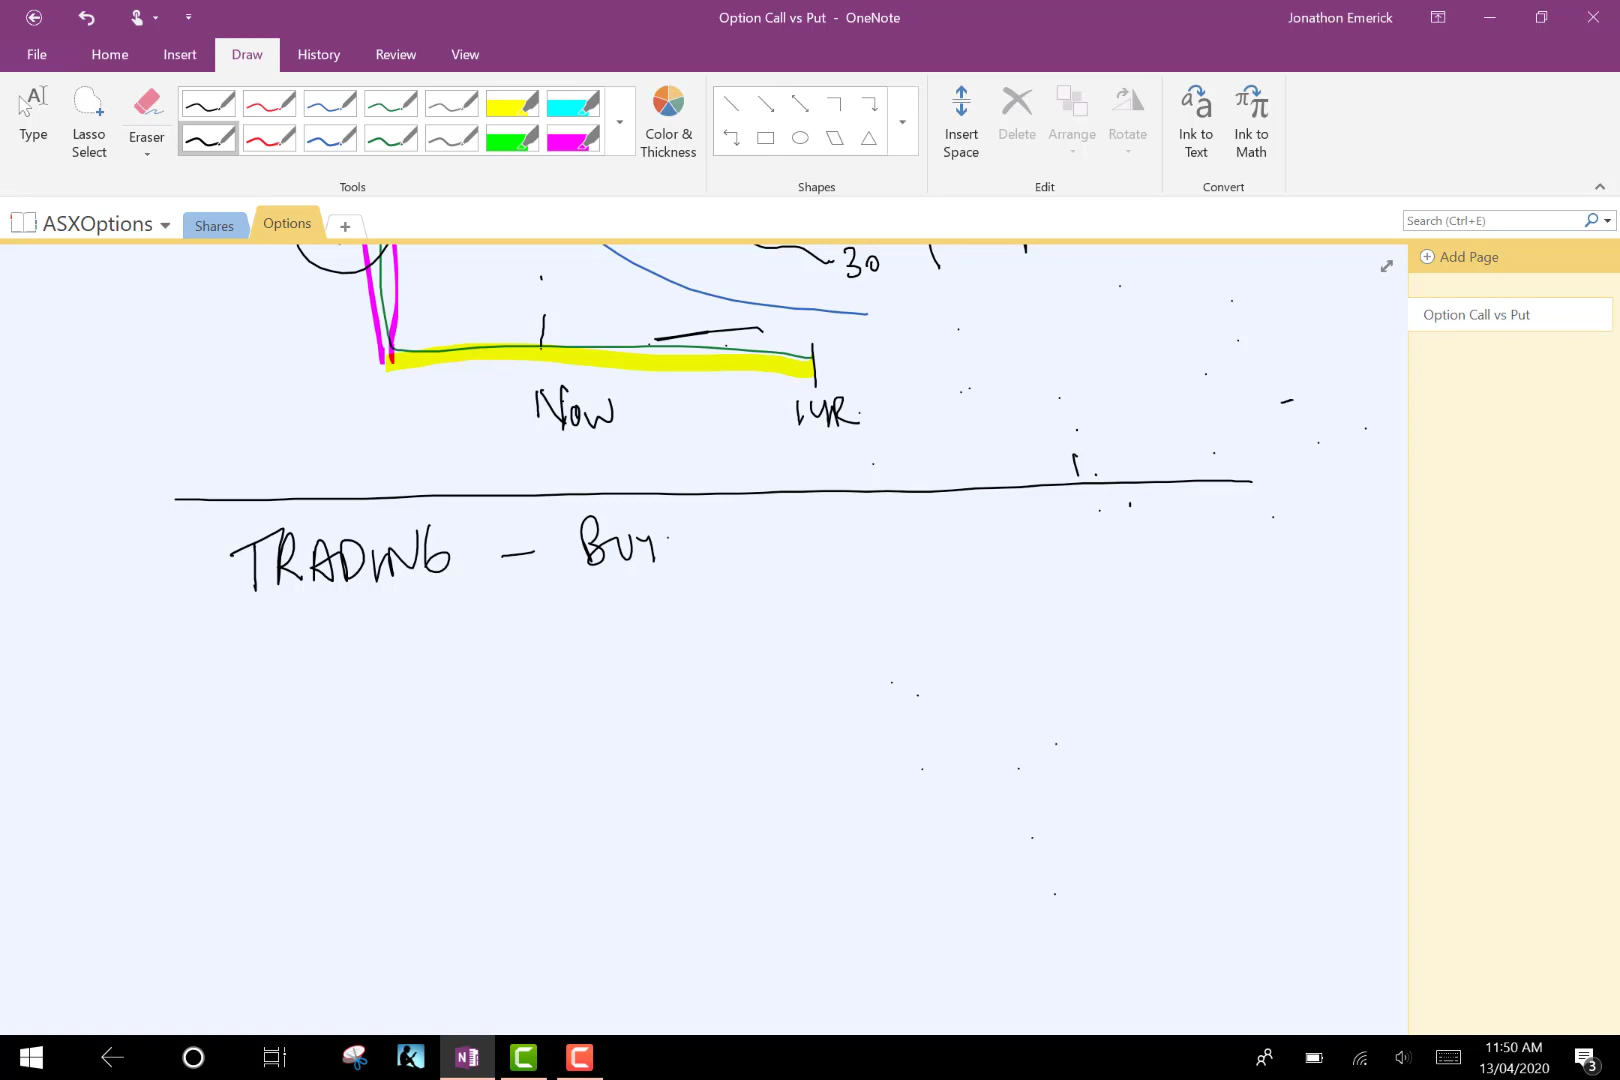 Option Call vs Put - OneNote
Jonathon Emerick
File Home Insert Draw History Review View
Type
Lasso Select
Eraser
Color & Thickness
Insert Space
Delete
Arrange
Rotate
Ink to Text
Ink to Math
Tools
Shapes
Edit
Convert
ASXOptions
Shares
Options
Search (Ctrl+E)
Add Page
Option Call vs Put
30
Now
1YR.
TRADING - BUY
11:50 AM
13/04/2020
3